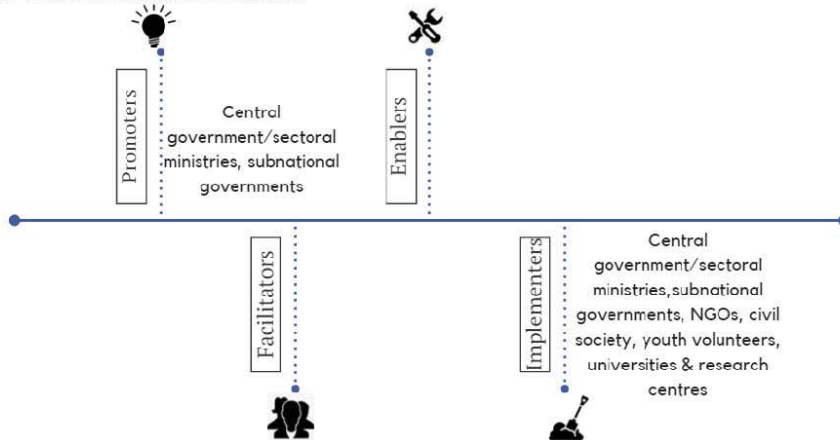 Promoters
Central
government/sectoral
ministries, subnational
governments
Enablers
Facilitators
Implementers
Central
government/sectoral
ministries,subnational
governments, NGOs, civil
society, youth volunteers,
universities & research
centres